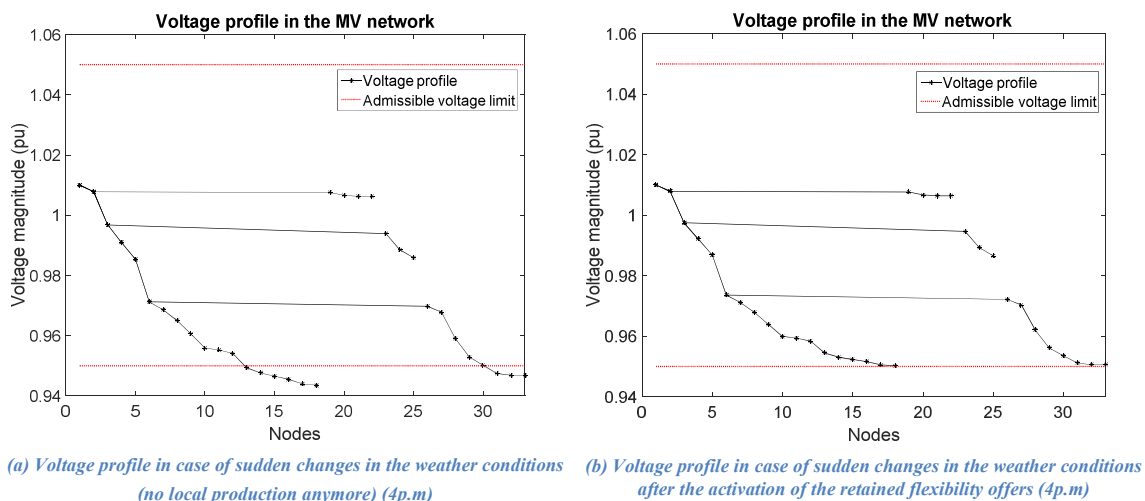 Voltage profile in the MV network
1.06
1.04
1.02
1
0.98
0.96
0.94
Voltage magnitude (pu)
Voltage profile
Admissible voltage limit
0 5 10 15 20 25 30
Nodes
(a) Voltage profile in case of sudden changes in the weather conditions
(no local production anymore) (4p.m)
Voltage profile in the MV network
1.06
1.04
1.02
1
0.98
0.96
0.94
Voltage magnitude (pu)
Voltage profile
Admissible voltage limit
0 5 10 15 20 25 30
Nodes
(b) Voltage profile in case of sudden changes in the weather conditions
after the activation of the retained flexibility offers (4p.m)